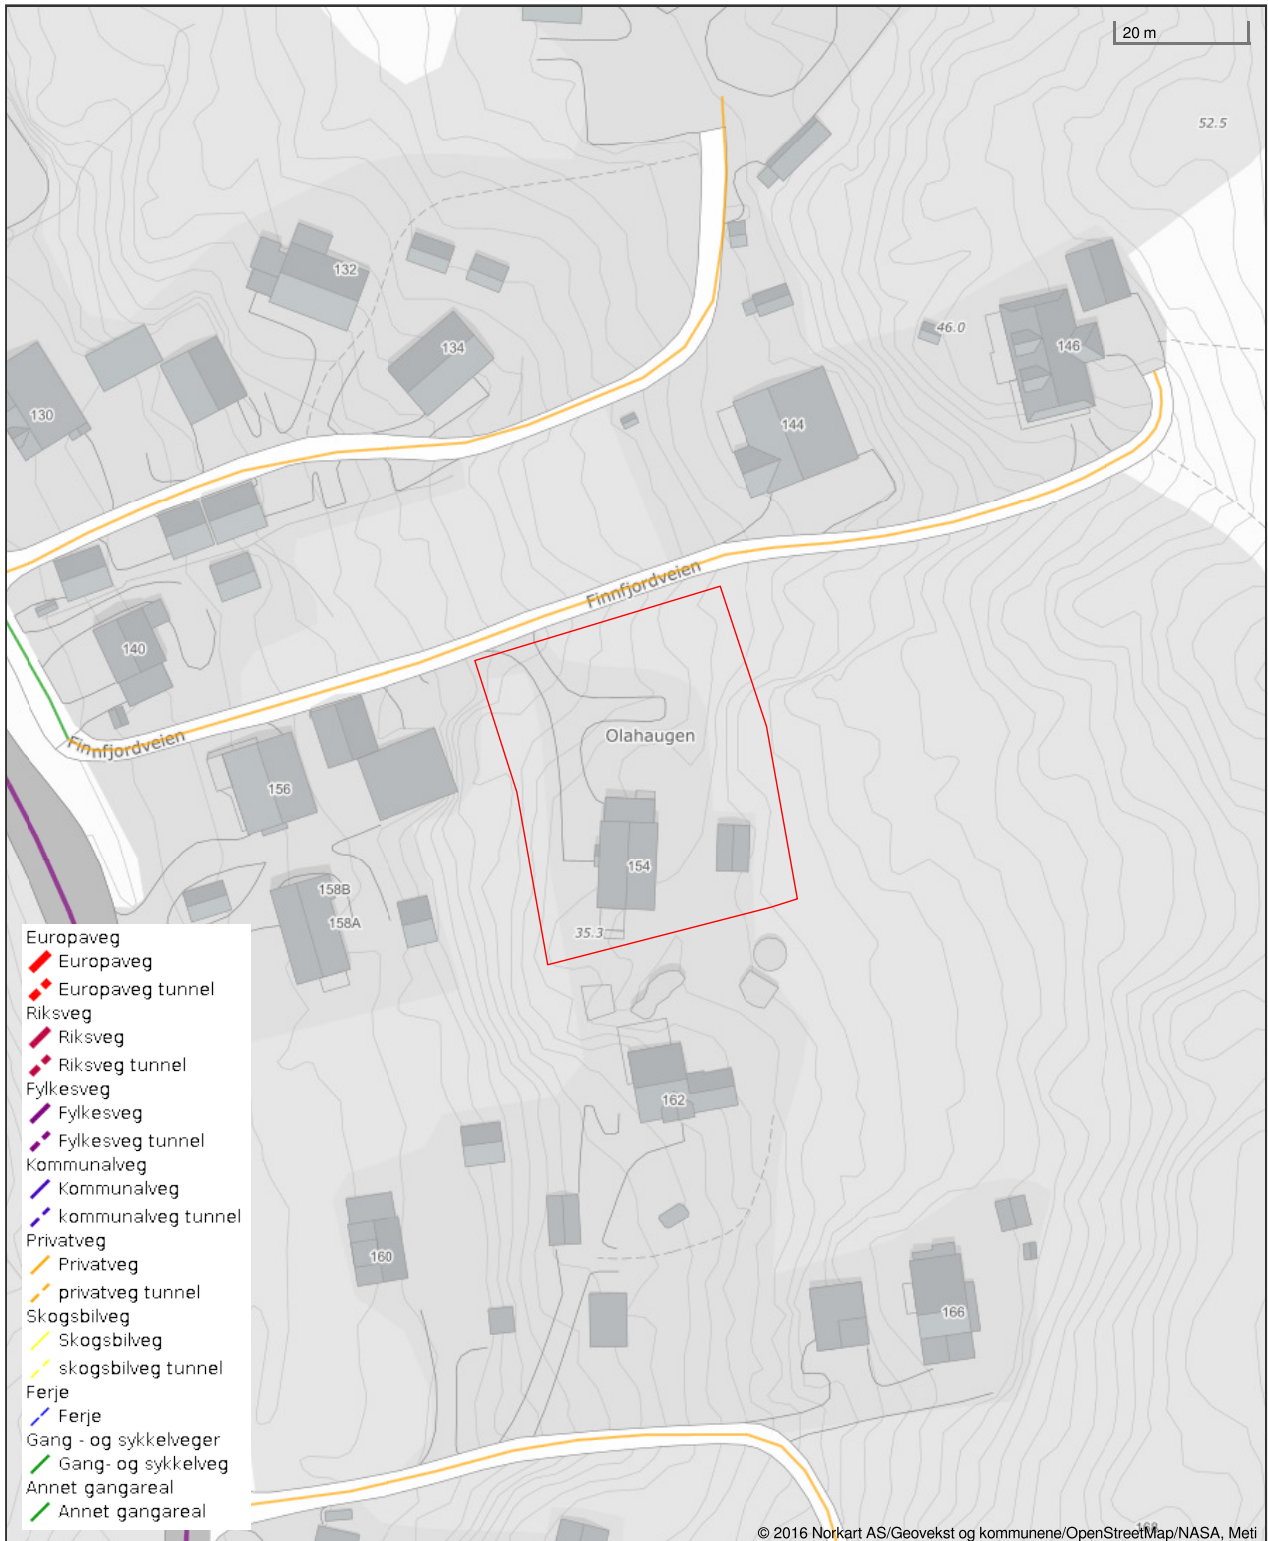 20 m
52.5
132
46.0
134
146
130
144
Finnfjordveien
140
Olahaugen
Finnfjordveien
156
154
158B
158A
35.3
Europaveg
Europaveg
Europaveg tunnel
Riksveg
Riksveg
Riksveg tunnel
Fylkesveg
Fylkesveg
Fylkesveg tunnel
Kommunalveg
Kommunalveg
kommunalveg tunnel
Privatveg
Privatveg
privatveg tunnel
Skogsbilveg
Skogsbilveg
skogsbilveg tunnel
Ferje
Ferje
Gang - og sykkelveger
Gang- og sykkelveg
Annet gangareal
Annet gangareal
162
160
166
168
© 2016 Norkart AS/Geovekst og kommunene/OpenStreetMap/NASA, Meti